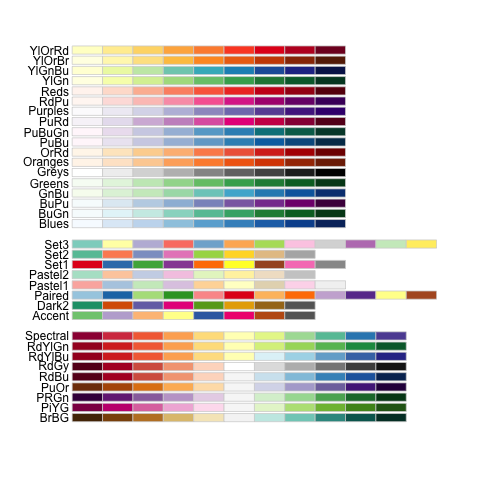 YlOrRd
YlOrBr
YlGnBu
YlGn
Reds
RdPu
Purples
PuRd
PuBuGn
PuBu
OrRd
Oranges
Greys
Greens
GnBu
BuPu
BuGn
Blues
Set3
Set2
Set1
Pastel2
Pastel1
Paired
Dark2
Accent
Spectral
RdYlGn
RdYlBu
RdGy
RdBu
PuOr
PRGn
PiYG
BrBG